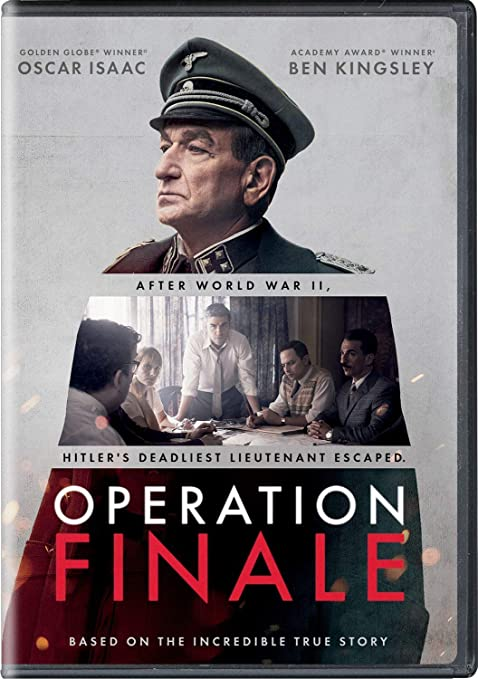 GOLDEN GLOBE® WINNER
OSCAR ISAAC
ACADEMY AWARD® WINNER
BEN KINGSLEY
AFTER WORLD WAR II,
HITLER'S DEADLIEST LIEUTENANT ESCAPED.
OPERATION
FINALE
BASED ON THE INCREDIBLE TRUE STORY